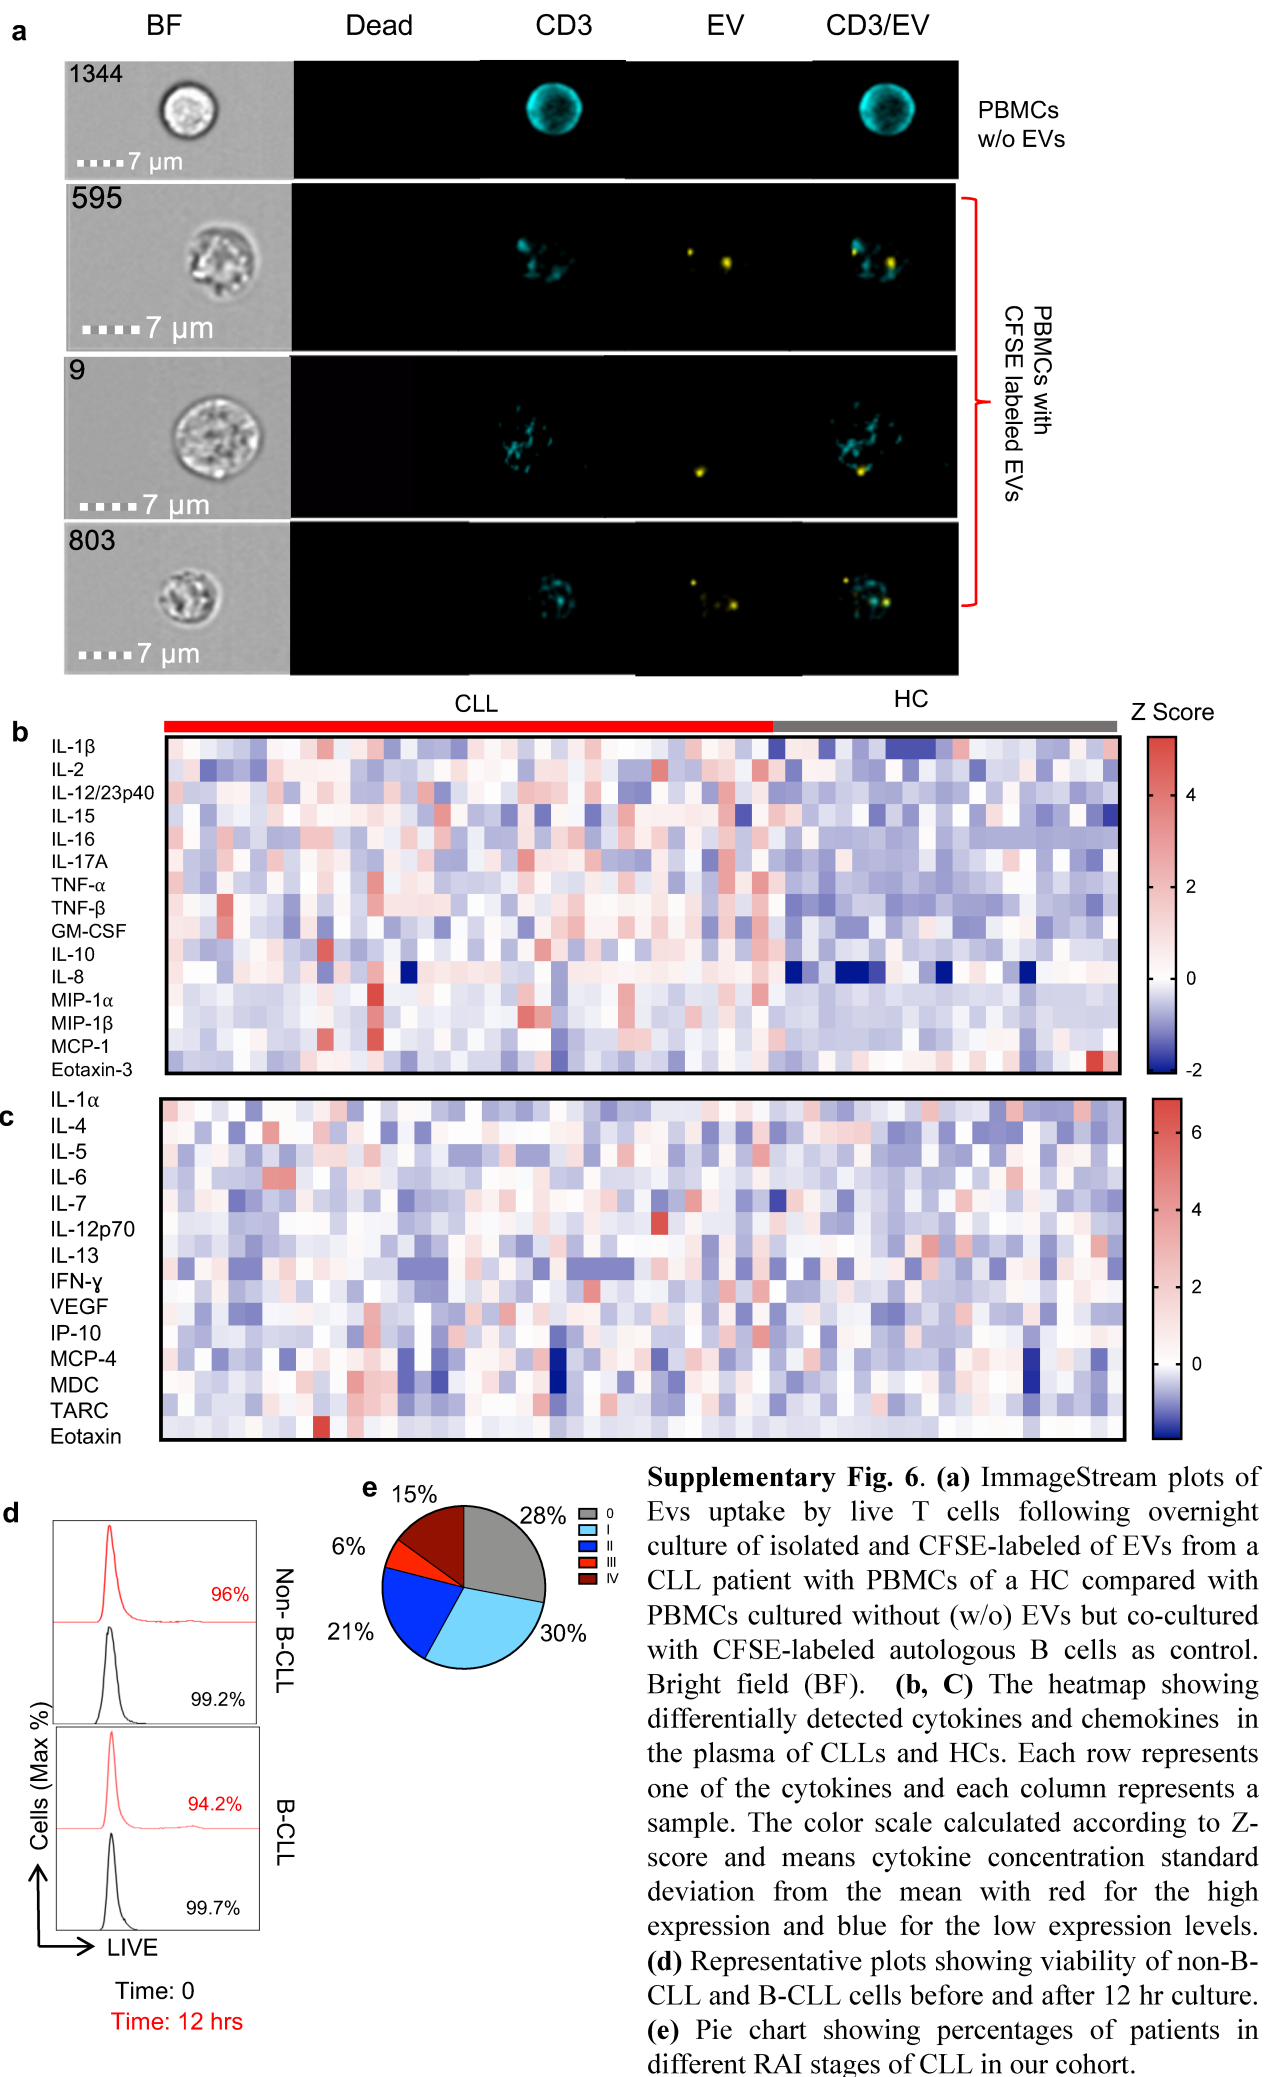 a
BF
Dead
CD3
EV
CD3/EV
1344
7 µm
PBMCs
w/o EVs
595
7 µm
9
7 µm
803
7 µm
PBMCs with
CFSE labeled EVs
b
CLL
HC
Z Score
IL-1β
IL-2
IL-12/23p40
IL-15
IL-16
IL-17A
TNF-α
TNF-β
GM-CSF
IL-10
IL-8
MIP-1α
MIP-1β
MCP-1
Eotaxin-3
4
2
0
-2
c
IL-1α
IL-4
IL-5
IL-6
IL-7
IL-12p70
IL-13
IFN-ɣ
VEGF
IP-10
MCP-4
MDC
TARC
Eotaxin
6
4
2
0
d
96%
99.2%
Non- B-CLL
94.2%
99.7%
B-CLL
Cells (Max %)
LIVE
Time: 0
Time: 12 hrs
e
15%
28%
6%
21%
30%
0
I
II
III
IV
Supplementary Fig. 6. (a) ImmageStream plots of
Evs uptake by live T cells following overnight
culture of isolated and CFSE-labeled of EVs from a
CLL patient with PBMCs of a HC compared with
PBMCs cultured without (w/o) EVs but co-cultured
with CFSE-labeled autologous B cells as control.
Bright field (BF). (b, C) The heatmap showing
differentially detected cytokines and chemokines in
the plasma of CLLs and HCs. Each row represents
one of the cytokines and each column represents a
sample. The color scale calculated according to Z-
score and means cytokine concentration standard
deviation from the mean with red for the high
expression and blue for the low expression levels.
(d) Representative plots showing viability of non-B-
CLL and B-CLL cells before and after 12 hr culture.
(e) Pie chart showing percentages of patients in
different RAI stages of CLL in our cohort.